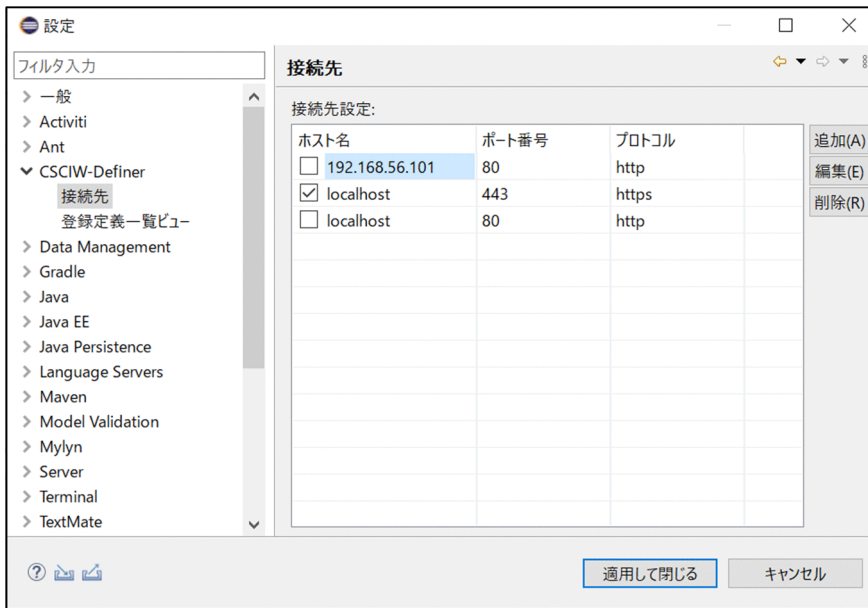 設定
フィルタ入力
一般
Activiti
Ant
CSCIW-Definer
接続先
登録定義一覧ビュー
Data Management
Gradle
Java
Java EE
Java Persistence
Language Servers
Maven
Model Validation
Mylyn
Server
Terminal
TextMate
接続先
接続先設定:
ホスト名 ポート番号 プロトコル
192.168.56.101 80 http
localhost 443 https
localhost 80 http
追加(A)
編集(E)
削除(R)
適用して閉じる キャンセル